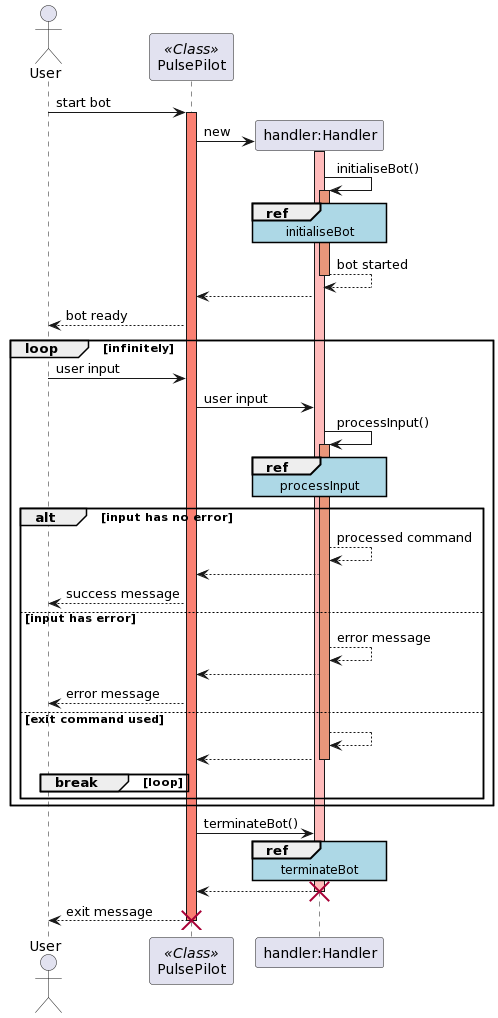 User
«Class»
PulsePilot
start bot
new
handler:Handler
initialiseBot()
ref
initialiseBot
bot started
bot ready
loop [infinitely]
user input
user input
processInput()
ref
processInput
alt [input has no error]
processed command
success message
[input has error]
error message
error message
[exit command used]
break [loop]
terminateBot()
ref
terminateBot
exit message
User
«Class»
PulsePilot
handler:Handler